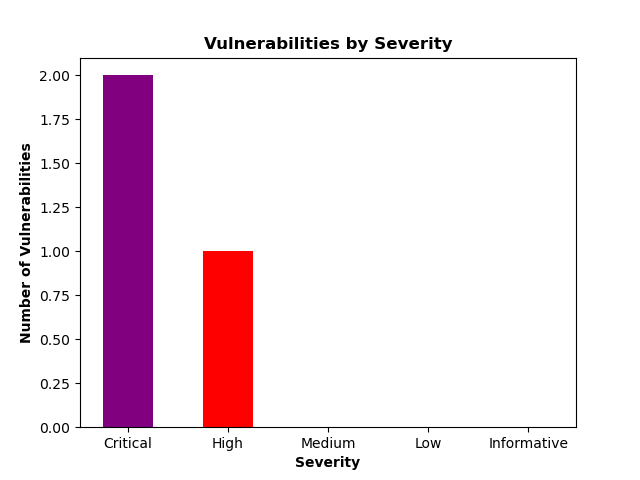 Vulnerabilities by Severity
Number of Vulnerabilities
2.00
1.75
1.50
1.25
1.00
0.75
0.50
0.25
0.00
Critical High Medium Low Informative
Severity